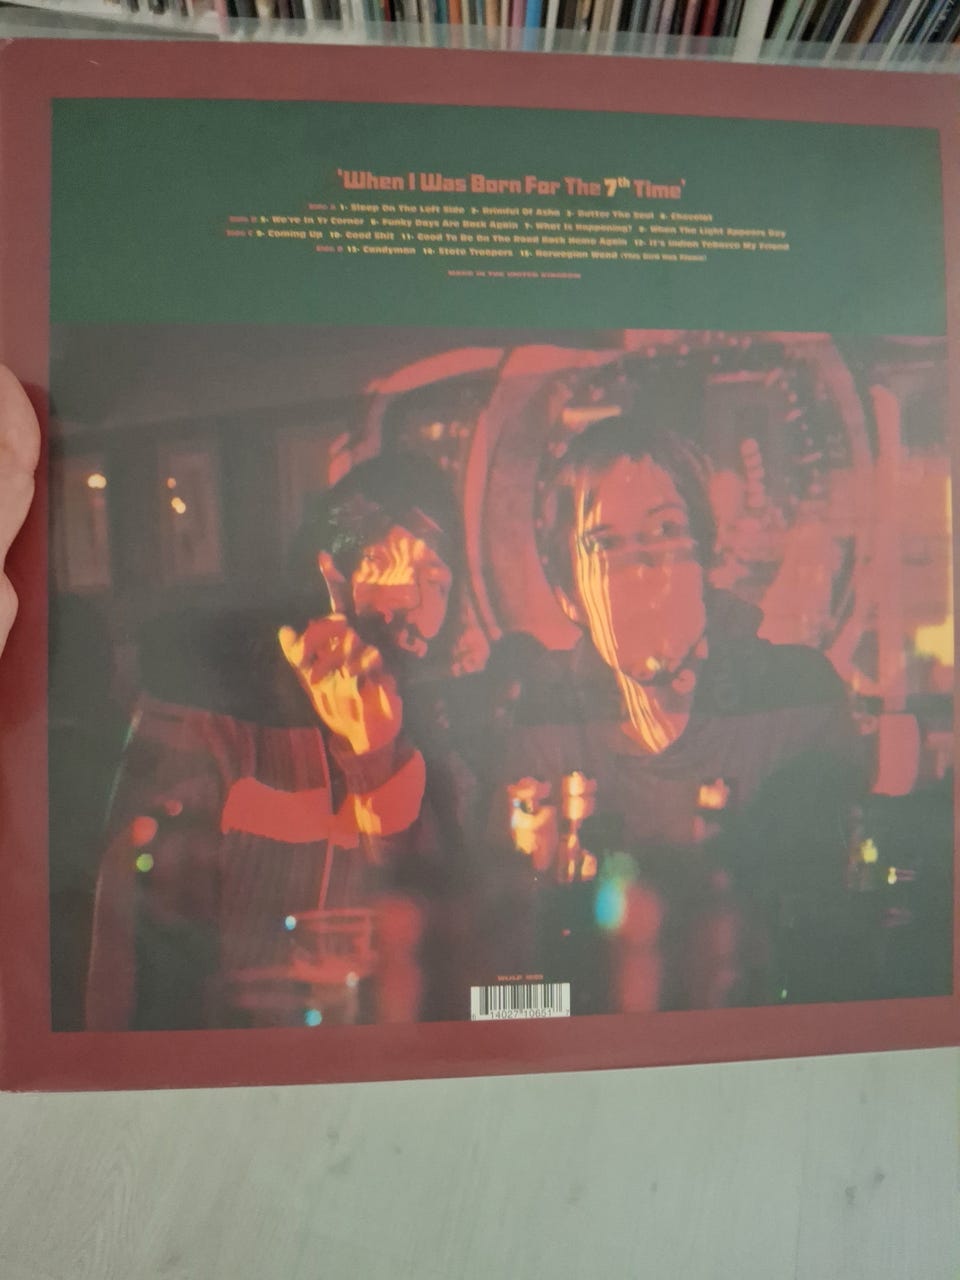 'When I Was Born For The 7th Time'
Side A 1- Sleep On The Left Side 2- Brimful Of Asha 3- Butter The Soul 4- Chocolat
Side B 5- We're In Yr Corner 6- Funky Days Are Back Again 7- What Is Happening? 8- When The Light Appears Boy
Side C 9- Coming Up 10- Good Shit 11- Good To Be On The Road Back Home Again 12- It's Indian Tobacco My Friend
Side D 13- Candyman 14- State Troopers 15- Norwegian Wood (This Bird Has Flown)
MADE IN THE UNITED KINGDOM
14027 10651